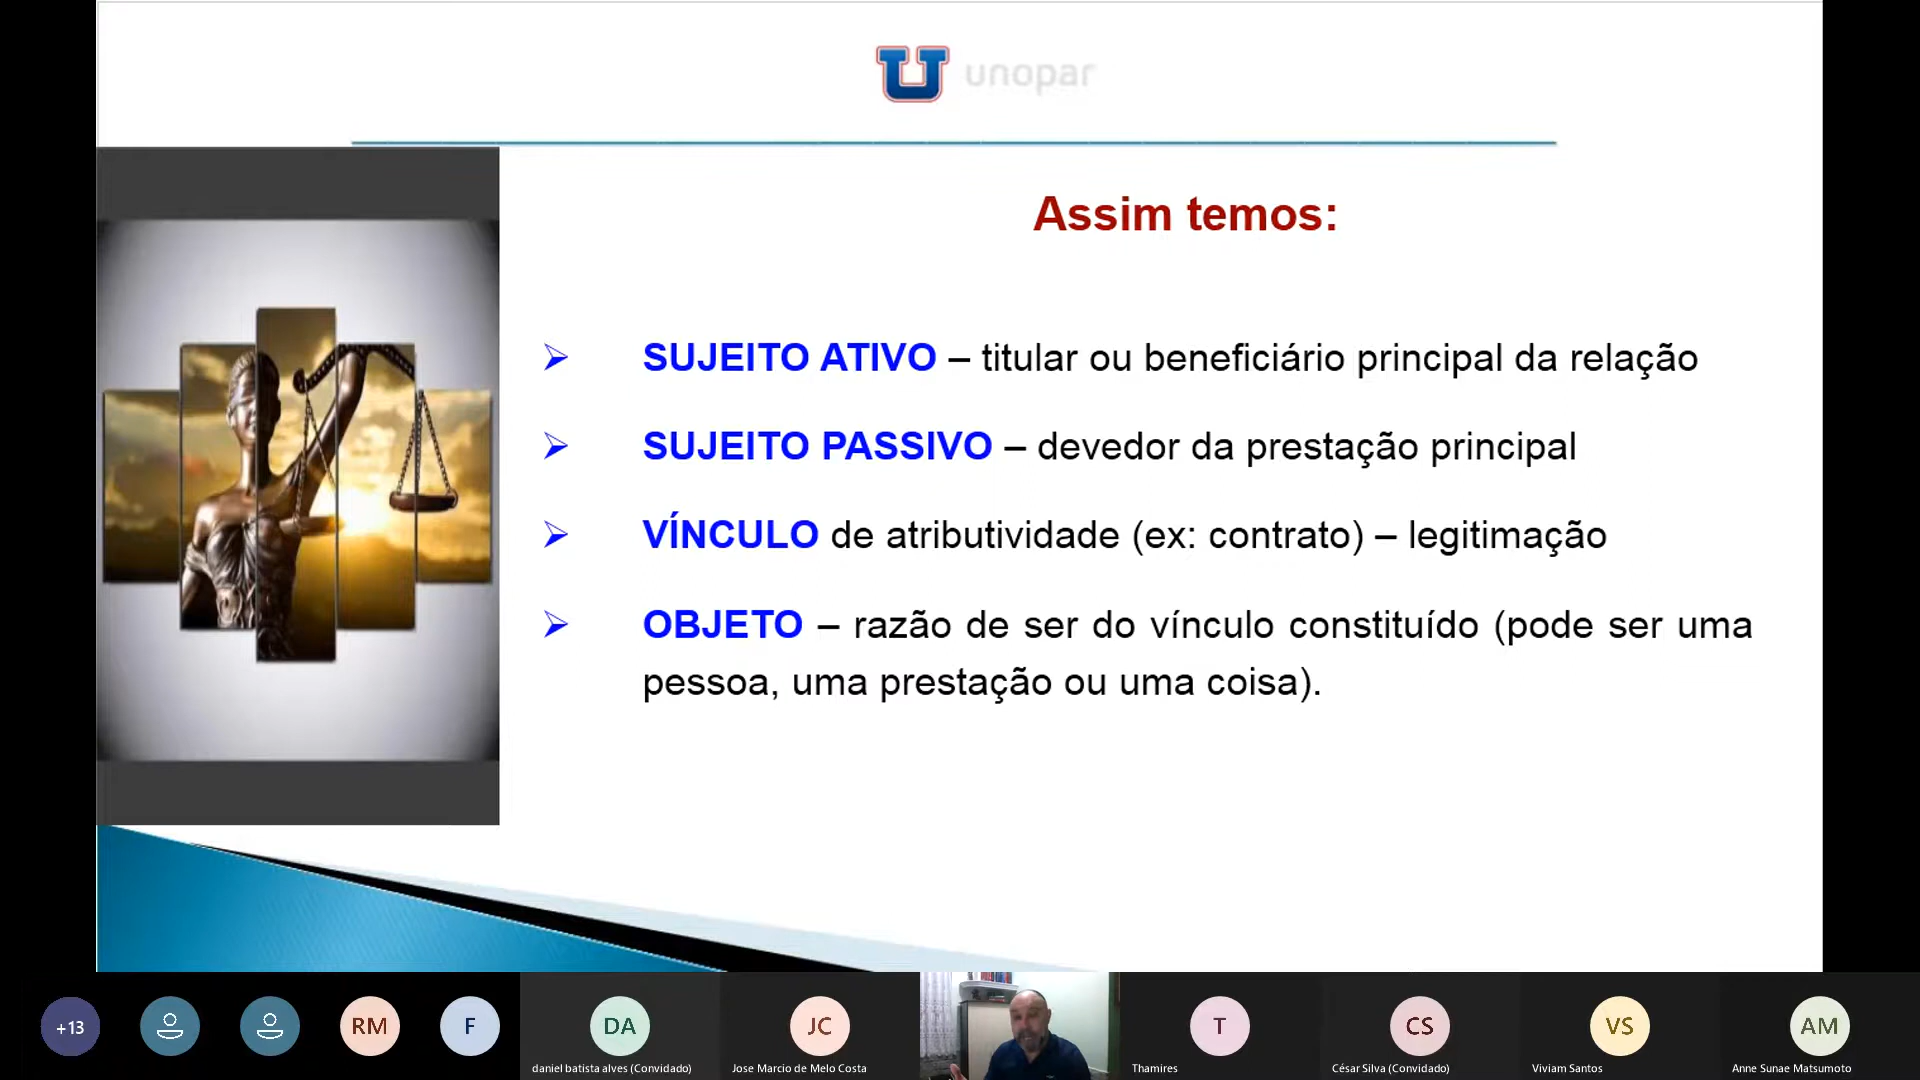 unopar
Assim temos:
SUJEITO ATIVO – titular ou beneficiário principal da relação
SUJEITO PASSIVO – devedor da prestação principal
VÍNCULO de atributividade (ex: contrato) – legitimação
OBJETO – razão de ser do vínculo constituído (pode ser uma
pessoa, uma prestação ou uma coisa).
+13
RM
F
DA
JC
T
CS
VS
AM
daniel batista alves (Convidado)
Jose Marcio de Melo Costa
Thamires
César Silva (Convidado)
Viviam Santos
Anne Sunae Matsumoto